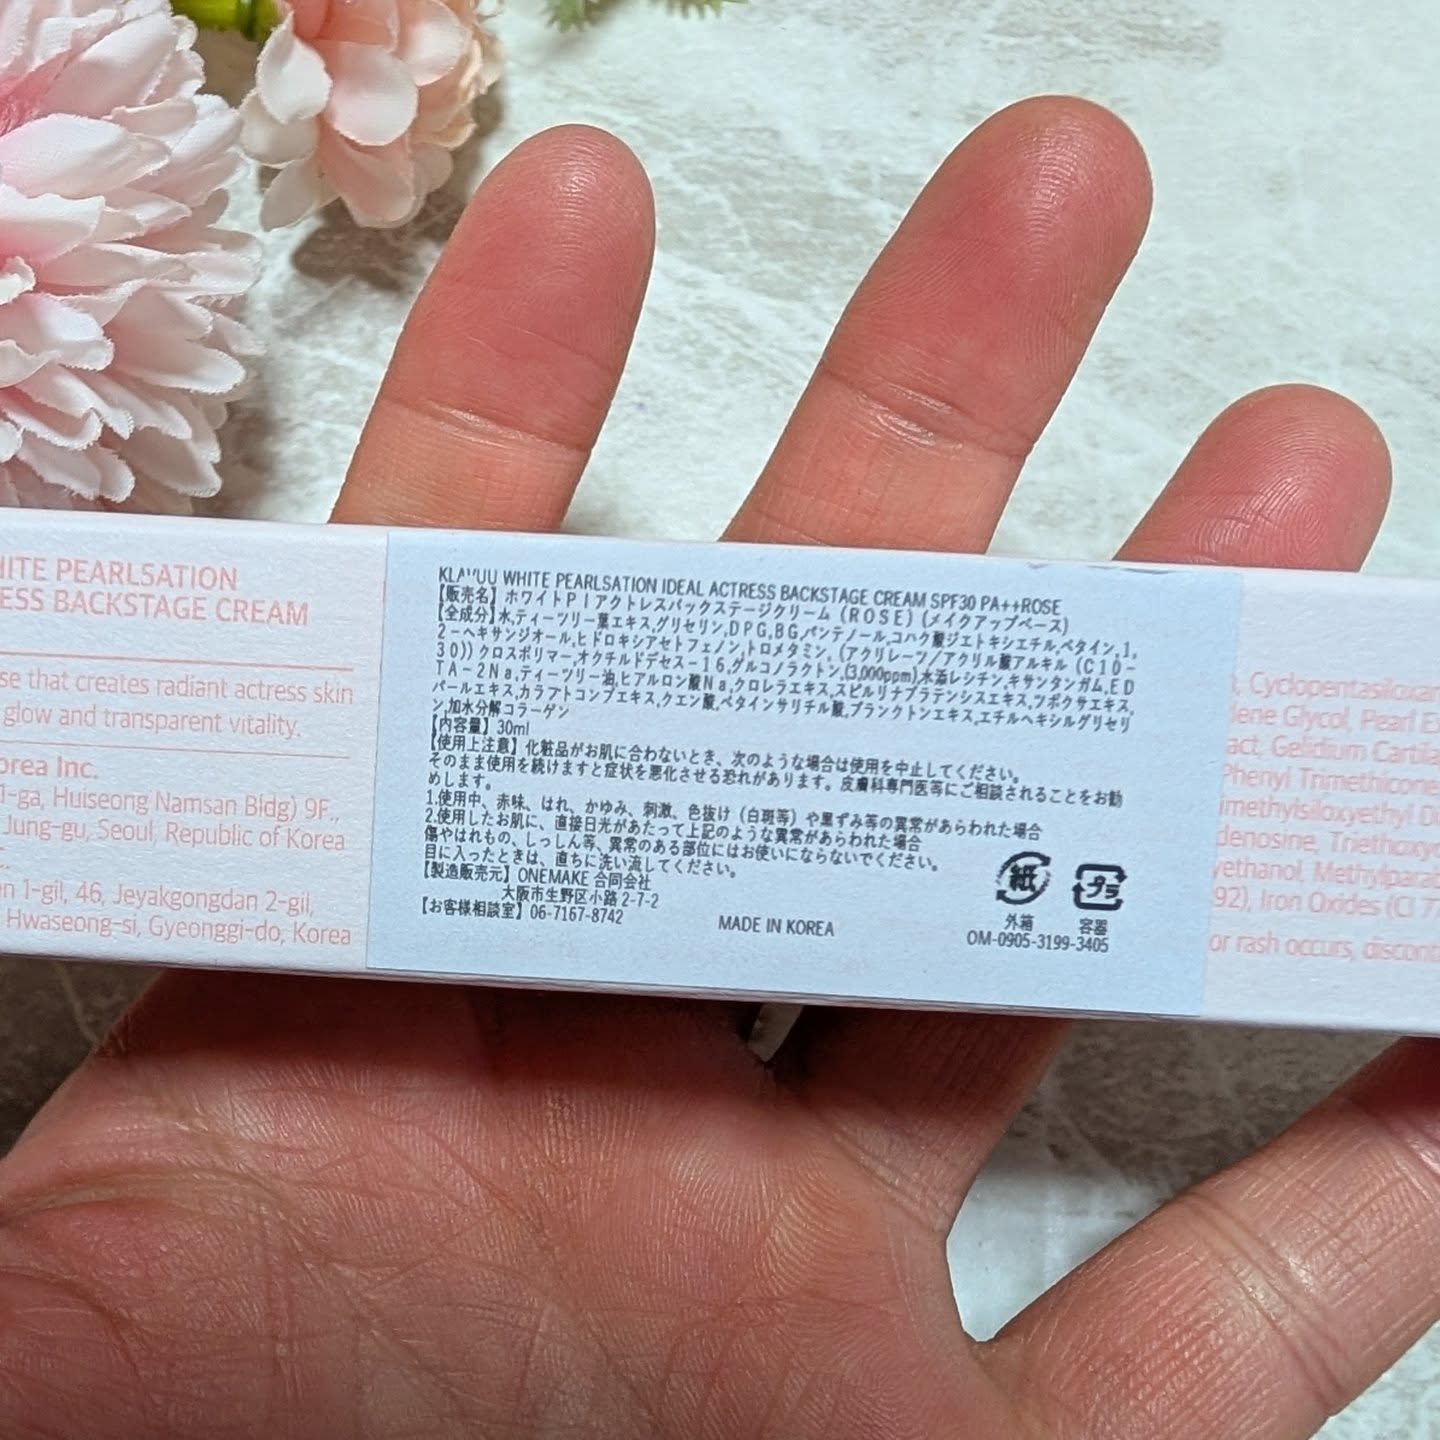 HITE PEARLSATION
ESS BACKSTAGE CREAM
se that creates radiant actress skin
glow and transparent vitality.
orea Inc.
1-ga, Huiseong Namsan Bldg) 9F.,
Jung-gu, Seoul, Republic of Korea
n 1-gil, 46, Jeyakgongdan 2-gil,
Hwaseong-si, Gyeonggi-do, Korea
KLAVUU WHITE PEARLSATION IDEAL ACTRESS BACKSTAGE CREAM SPF30 PA++ROSE
【販売名】ホワイトPIアクトレスバックステージクリーム(ROSE)(メイクアップベース)
【全成分】水,ティーツリー葉エキス,グリセリン,DPG,BG,パンテノール,コハク酸ジエトキシエチル,ベタイン,1,
2-ヘキサンジオール,ヒドロキシアセトフェノン,トロメタミン,(アクリレーツ/アクリル酸アルキル(C10-
30))クロスポリマー,オクチルドデセス-16,グルコノラクトン,(3,000ppm),水添レシチン,キサンタンガム,ED
TA-2Na,ティーツリー油,ヒアルロン酸Na,クロレラエキス,スピルリナプラテンシスエキス,ツボクサエキス,
パールエキス,カラプトコンブエキス,クエン酸,ベタインサリチル酸,プランクトンエキス,エチルヘキシルグリセリ
ン,加水分解コラーゲン
【内容量】30ml
【使用上注意】化粧品がお肌に合わないとき、次のような場合は使用を中止してください。
そのまま使用を続けますと症状を悪化させる恐れがあります。皮膚科専門医等にご相談されることをお勧
めします。
1.使用中、赤味、はれ、かゆみ、刺激、色抜け(白斑等)や黒ずみ等の異常があらわれた場合
2.使用したお肌に、直接日光があたって上記のような異常があらわれた場合
傷やはれもの、しっしん等、異常のある部位にはお使いにならないでください。
目に入ったときは、直ちに洗い流してください。
【製造販売元】ONEMAKE 合同会社
大阪市生野区小路 2-7-2
【お客様相談室】06-7167-8742
MADE IN KOREA
紙 プラ
外箱 容器
OM-0905-3199-3405
, Cyclopentasiloxan
lene Glycol, Pearl Ex
act, Gelidium Cartila
Phenyl Trimethicone
imethylsiloxyethyl Di
denosine, Triethoxyc
yethanol, Methylparab
92), Iron Oxides (CI 77
or rash occurs, disconti